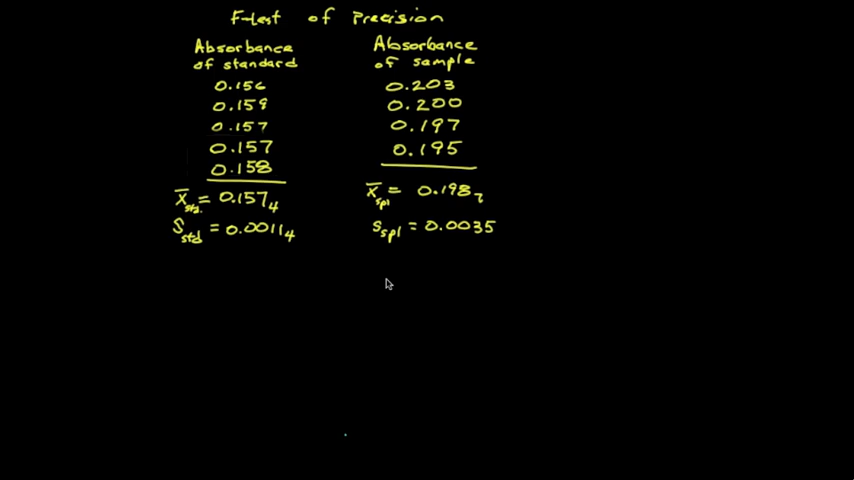 F-test of Precision
Absorbance of standard
0.156
0.159
0.157
0.157
0.158
x̄std. = 0.1574
Sstd = 0.00114
Absorbance of sample
0.203
0.200
0.197
0.195
x̄spl = 0.1987
Sspl = 0.0035